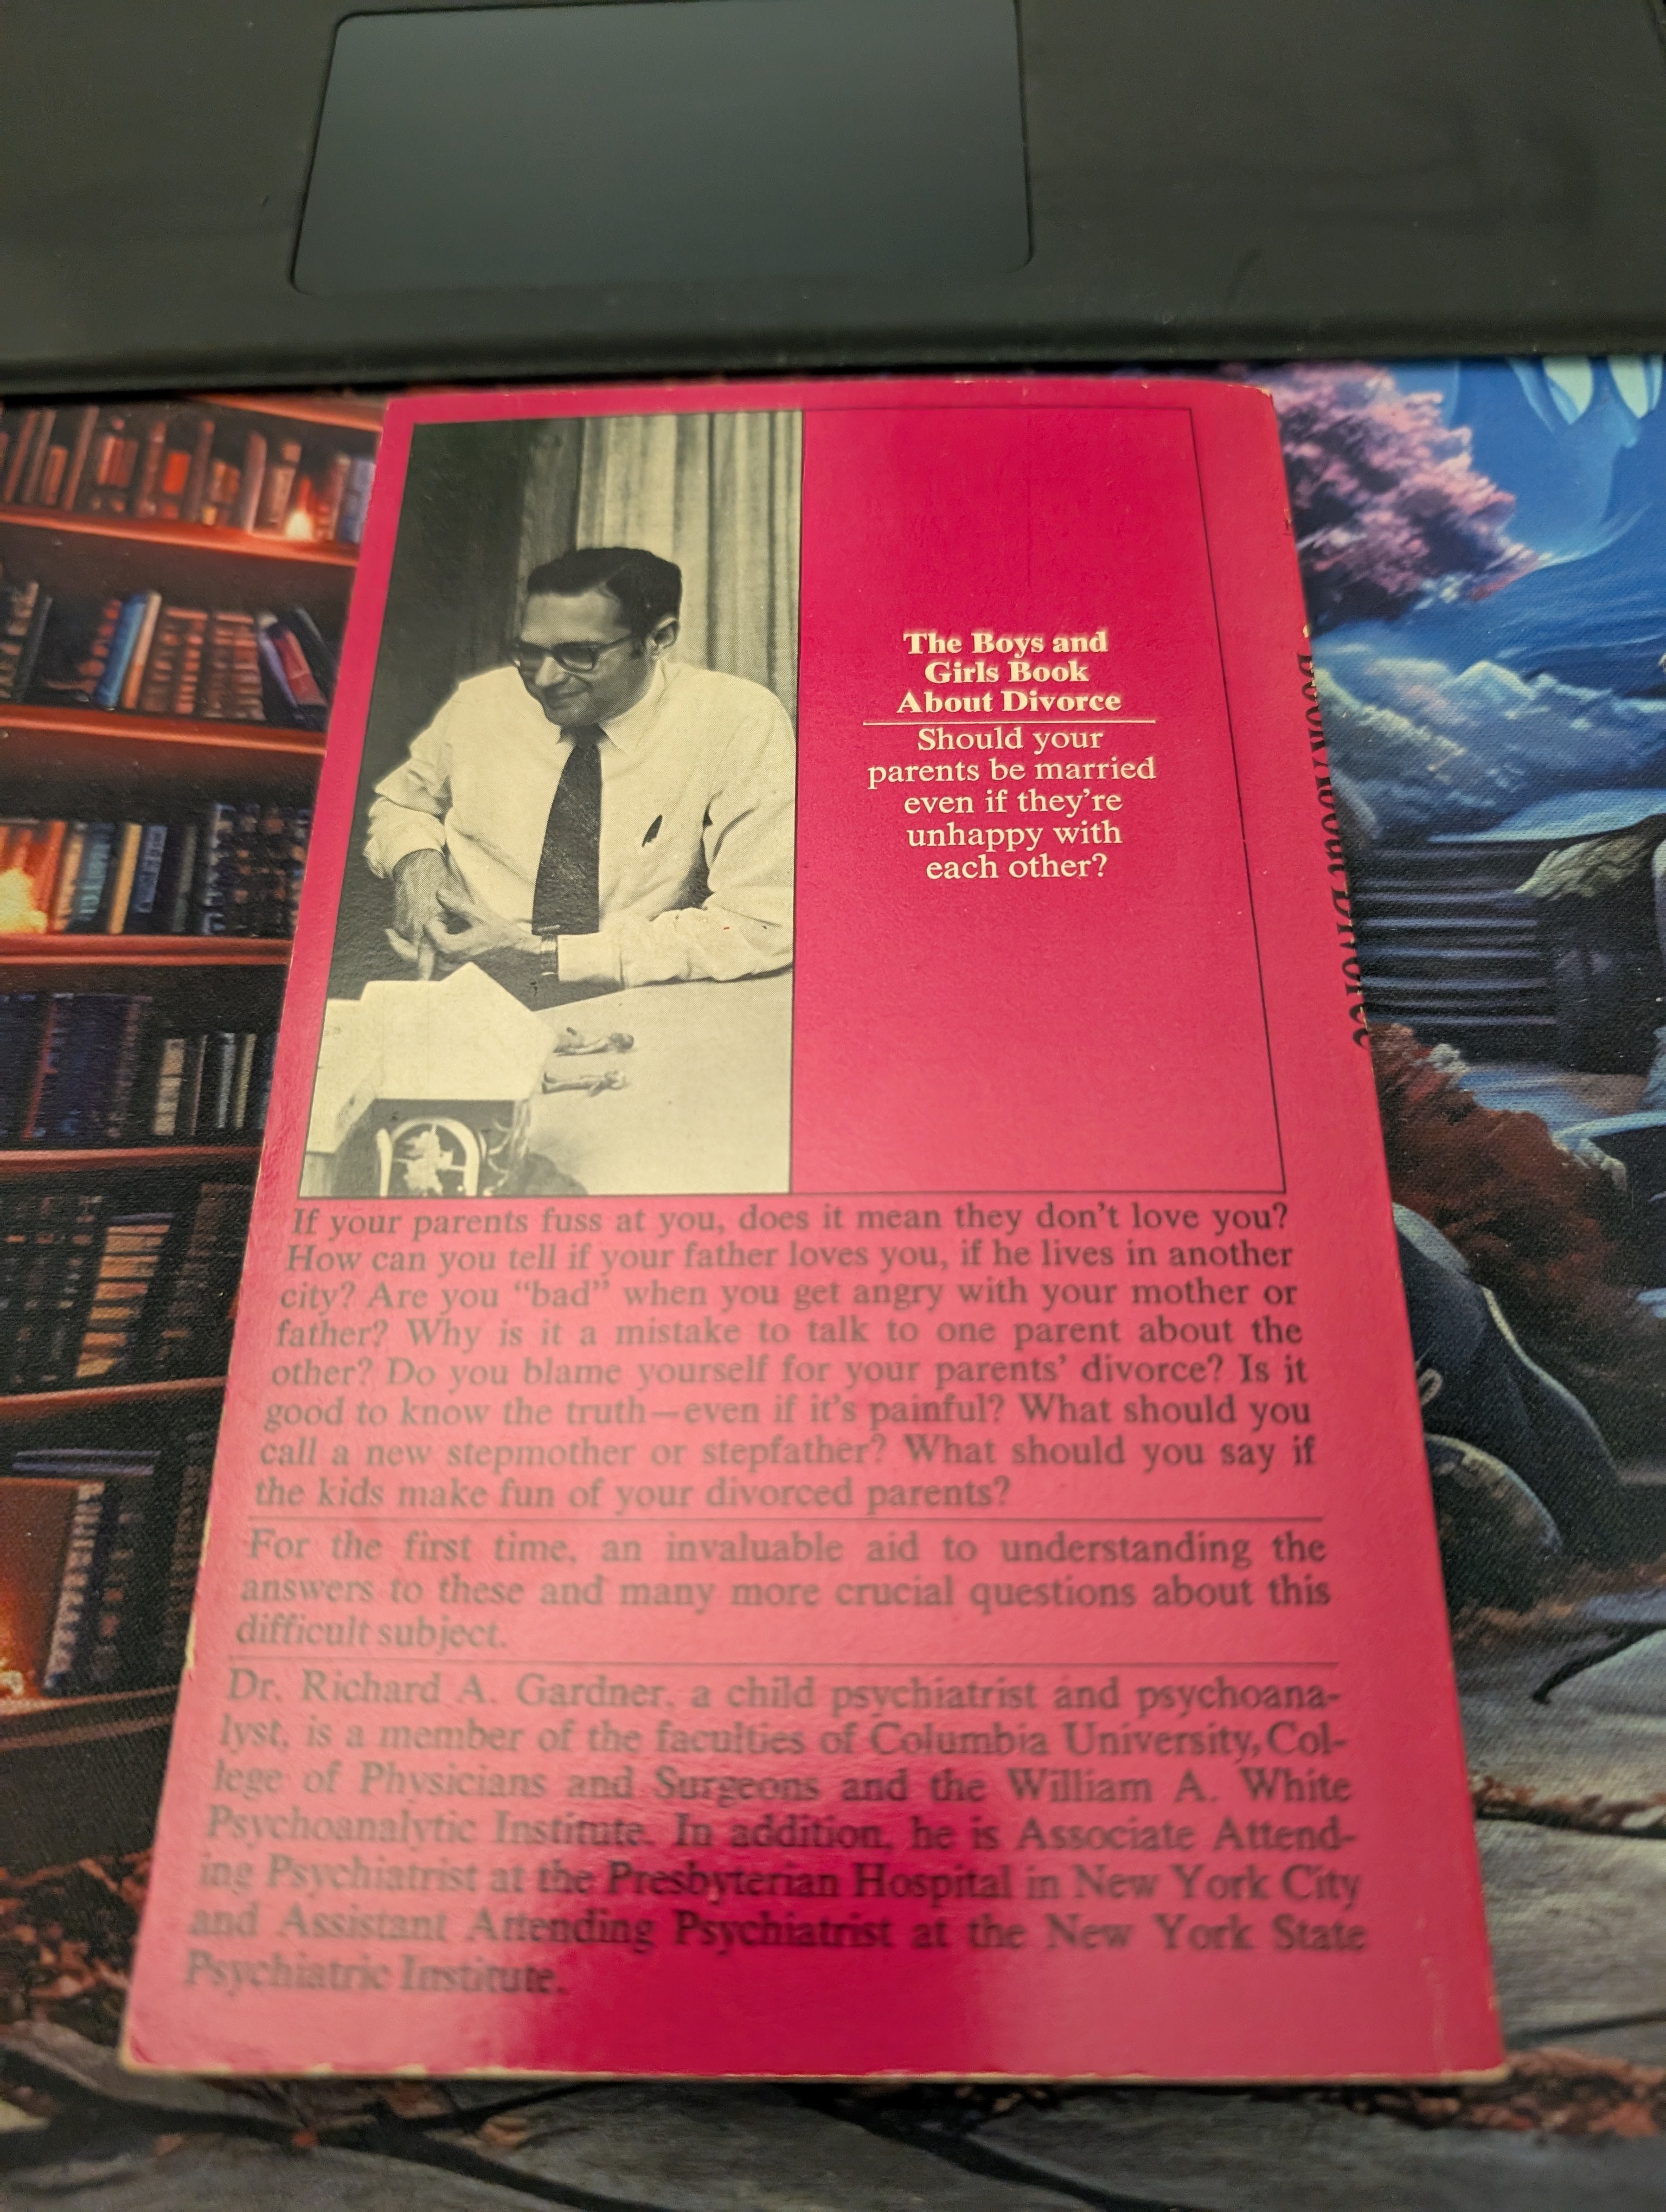 The Boys and
Girls Book
About Divorce
Should your
parents be married
even if they're
unhappy with
each other?
If your parents fuss at you, does it mean they don't love you?
How can you tell if your father loves you, if he lives in another
city? Are you "bad" when you get angry with your mother or
father? Why is it a mistake to talk to one parent about the
other? Do you blame yourself for your parents' divorce? Is it
good to know the truth—even if it's painful? What should you
call a new stepmother or stepfather? What should you say if
the kids make fun of your divorced parents?
For the first time, an invaluable aid to understanding the
answers to these and many more crucial questions about this
difficult subject.
Dr. Richard A. Gardner, a child psychiatrist and psychoana-
lyst, is a member of the faculties of Columbia University, Col-
lege of Physicians and Surgeons and the William A. White
Psychoanalytic Institute. In addition, he is Associate Attend-
ing Psychiatrist at the Presbyterian Hospital in New York City
and Assistant Attending Psychiatrist at the New York State
Psychiatric Institute.
Book About Divorce